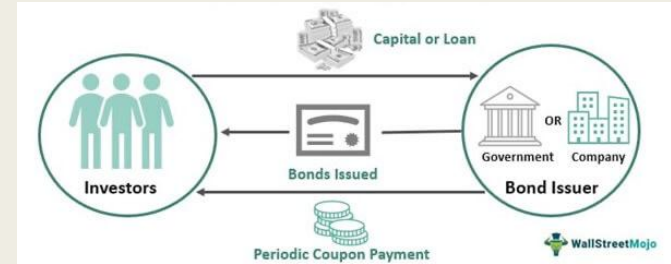 Capital or Loan
OR
Government Company
Investors
Bonds Issued
Bond Issuer
Periodic Coupon Payment
WallStreetMojo